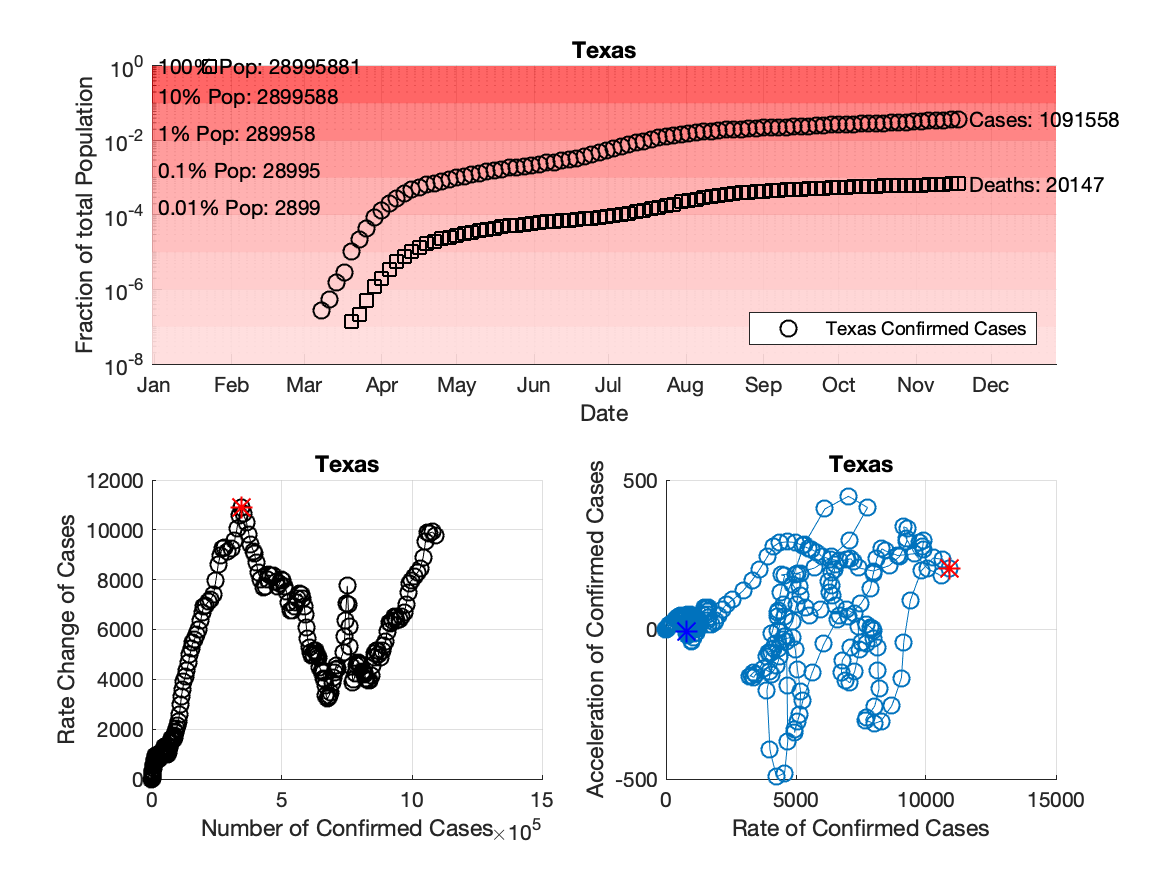 Texas
10^0
10^-2
10^-4
10^-6
10^-8
Fraction of total Population
100% Pop: 28995881
10% Pop: 2899588
1% Pop: 289958
0.1% Pop: 28995
0.01% Pop: 2899
Cases: 1091558
Deaths: 20147
Texas Confirmed Cases
Jan Feb Mar Apr May Jun Jul Aug Sep Oct Nov Dec
Date
Texas
12000
10000
8000
6000
4000
2000
0
Rate Change of Cases
0 5 10 15
Number of Confirmed Cases ×10^5
Texas
500
0
-500
Acceleration of Confirmed Cases
0 5000 10000 15000
Rate of Confirmed Cases